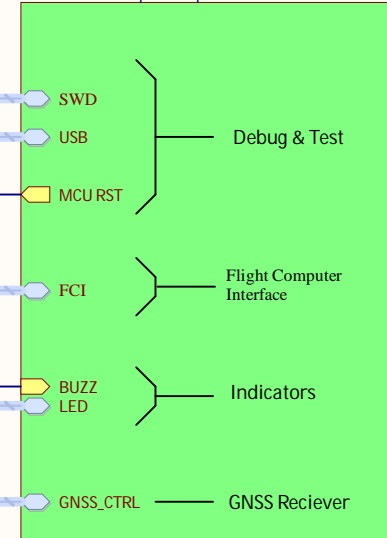 SWD
USB
Debug & Test
MCU RST
FCI
Flight Computer
Interface
BUZZ
LED
Indicators
GNSS_CTRL
GNSS Reciever